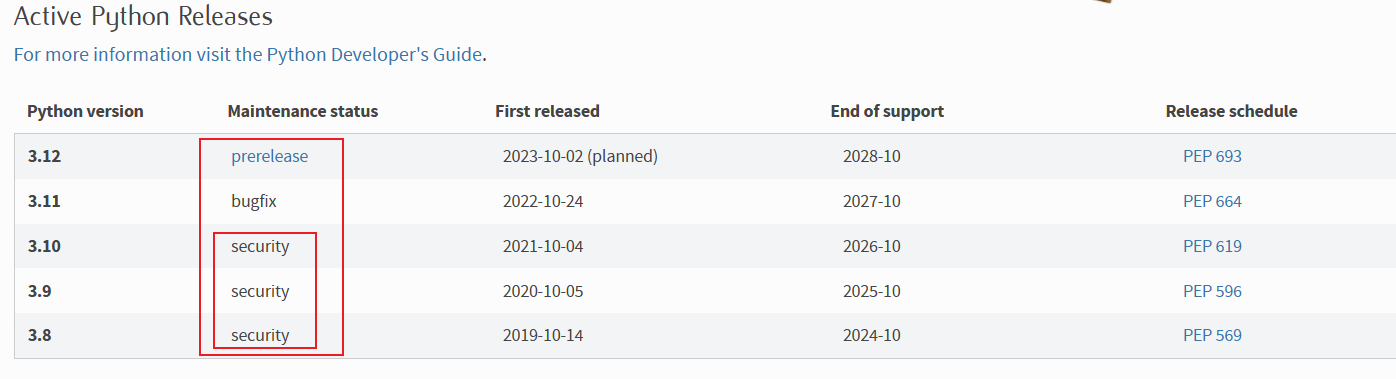 Active Python Releases
For more information visit the Python Developer's Guide.
Python version Maintenance status First released End of support Release schedule
3.12 prerelease 2023-10-02 (planned) 2028-10 PEP 693
3.11 bugfix 2022-10-24 2027-10 PEP 664
3.10 security 2021-10-04 2026-10 PEP 619
3.9 security 2020-10-05 2025-10 PEP 596
3.8 security 2019-10-14 2024-10 PEP 569